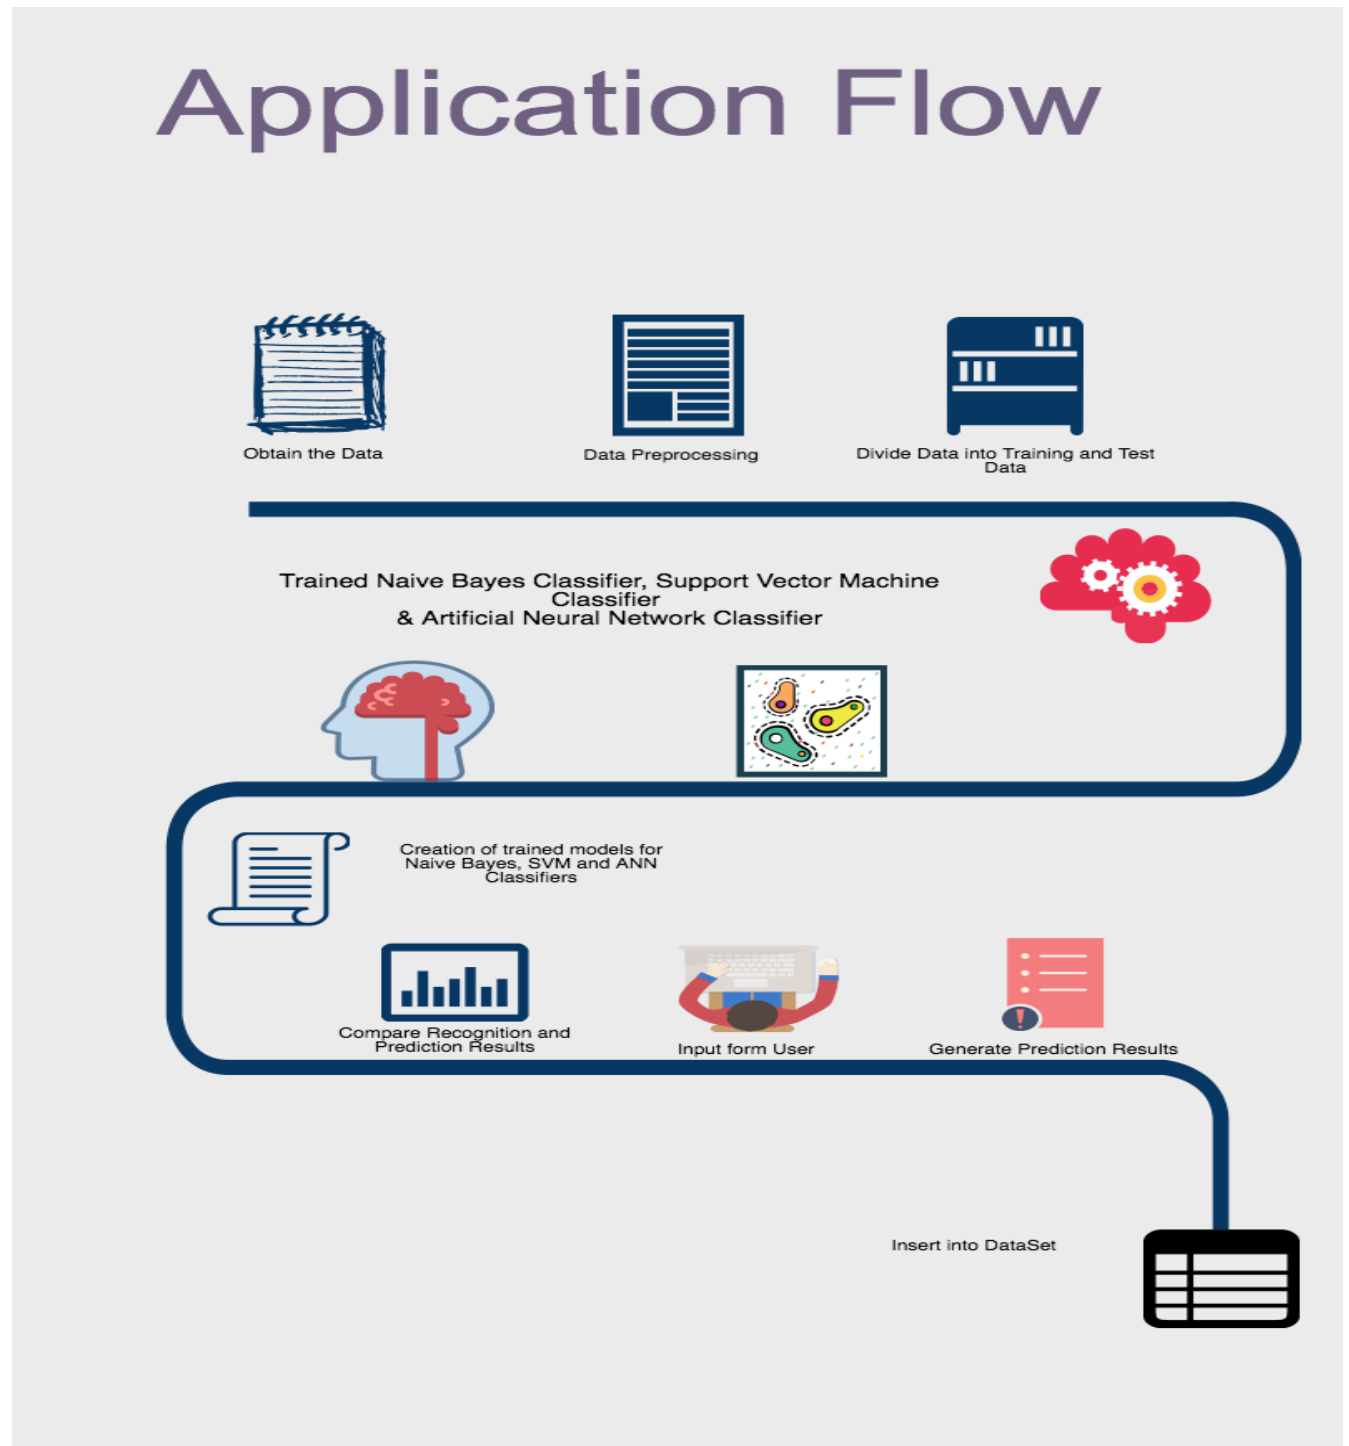 Application Flow
Obtain the Data
Data Preprocessing
Divide Data into Training and Test
Data
Trained Naive Bayes Classifier, Support Vector Machine
Classifier
& Artificial Neural Network Classifier
Creation of trained models for
Naive Bayes, SVM and ANN
Classifiers
Compare Recognition and
Prediction Results
Input form User
Generate Prediction Results
Insert into DataSet